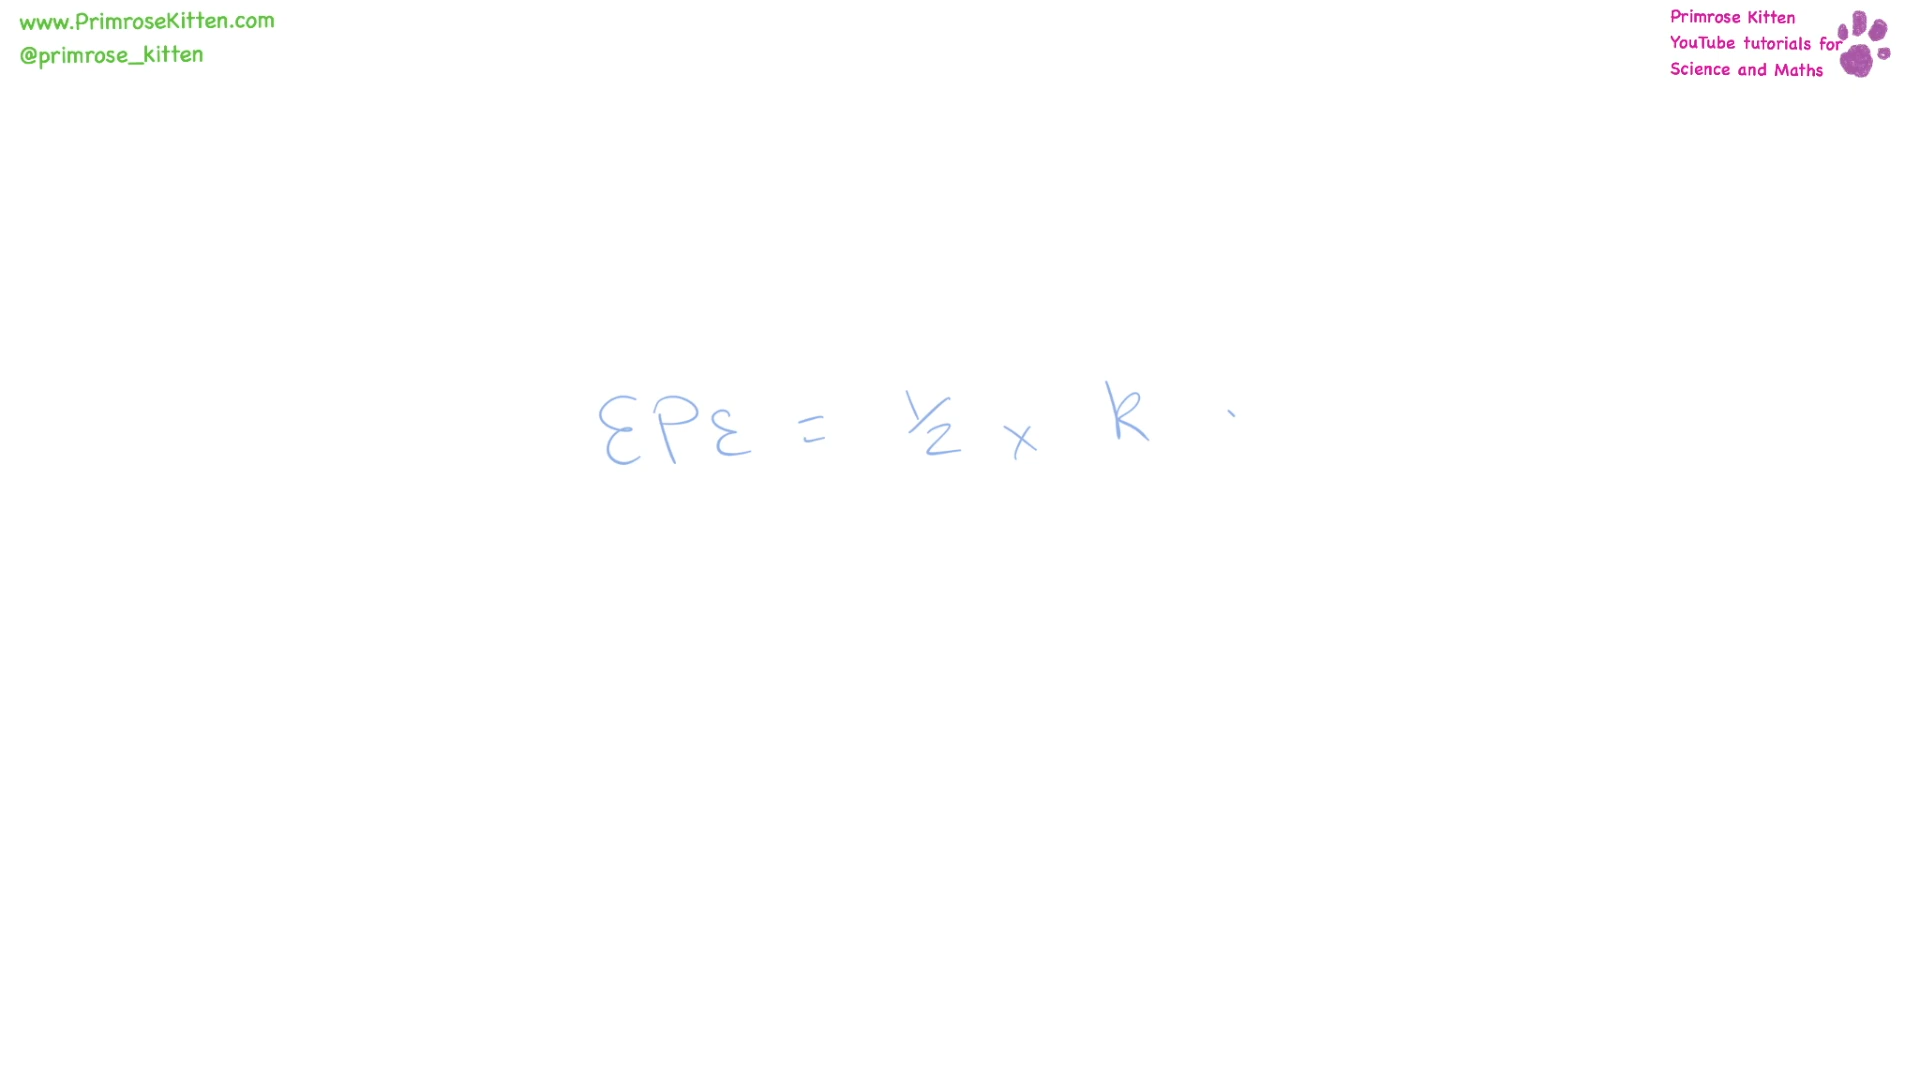 www.PrimroseKitten.com
@primrose_kitten
Primrose Kitten
YouTube tutorials for
Science and Maths
EPE = 1/2 x k